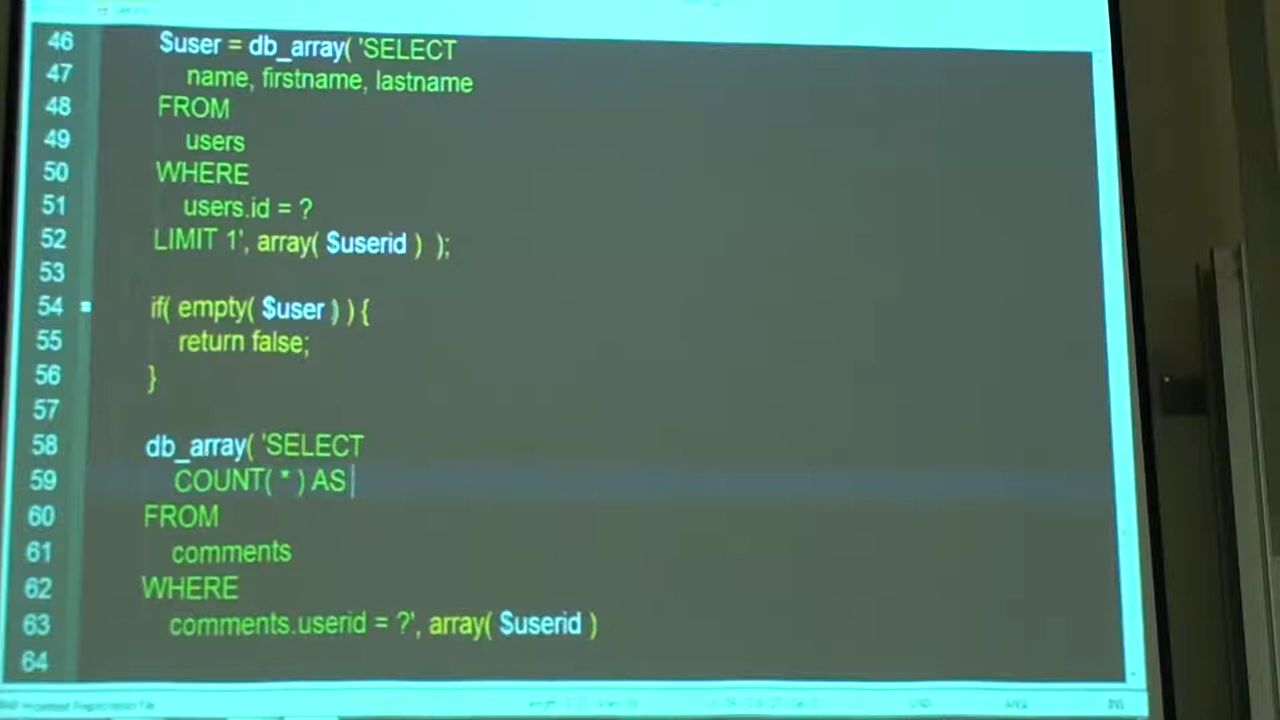 46 $user = db_array( 'SELECT
47 name, firstname, lastname
48 FROM
49 users
50 WHERE
51 users.id = ?
52 LIMIT 1', array( $userid ) );
53
54 if( empty( $user ) ) {
55 return false;
56 }
57
58 db_array( 'SELECT
59 COUNT( * ) AS
60 FROM
61 comments
62 WHERE
63 comments.userid = ?', array( $userid )
64